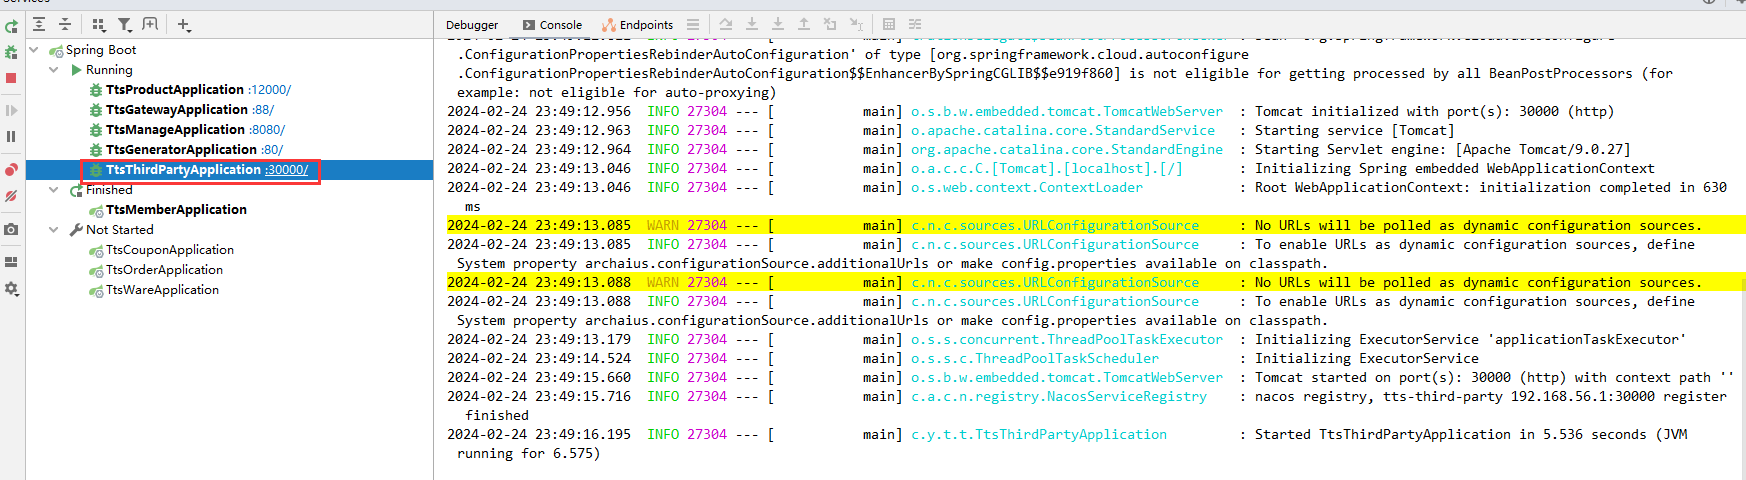 Services
Debugger Console Endpoints
Spring Boot
Running
TtsProductApplication :12000/
TtsGatewayApplication :88/
TtsManageApplication :8080/
TtsGeneratorApplication :80/
TtsThirdPartyApplication :30000/
Finished
TtsMemberApplication
Not Started
TtsCouponApplication
TtsOrderApplication
TtsWareApplication
.ConfigurationPropertiesRebinderAutoConfiguration' of type [org.springframework.cloud.autoconfigure
.ConfigurationPropertiesRebinderAutoConfiguration$$EnhancerBySpringCGLIB$$e919f860] is not eligible for getting processed by all BeanPostProcessors (for
example: not eligible for auto-proxying)
2024-02-24 23:49:12.956 INFO 27304 --- [ main] o.s.b.w.embedded.tomcat.TomcatWebServer : Tomcat initialized with port(s): 30000 (http)
2024-02-24 23:49:12.963 INFO 27304 --- [ main] o.apache.catalina.core.StandardService : Starting service [Tomcat]
2024-02-24 23:49:12.964 INFO 27304 --- [ main] org.apache.catalina.core.StandardEngine : Starting Servlet engine: [Apache Tomcat/9.0.27]
2024-02-24 23:49:13.046 INFO 27304 --- [ main] o.a.c.c.C.[Tomcat].[localhost].[/] : Initializing Spring embedded WebApplicationContext
2024-02-24 23:49:13.046 INFO 27304 --- [ main] o.s.web.context.ContextLoader : Root WebApplicationContext: initialization completed in 630
ms
2024-02-24 23:49:13.085 WARN 27304 --- [ main] c.n.c.sources.URLConfigurationSource : No URLs will be polled as dynamic configuration sources.
2024-02-24 23:49:13.085 INFO 27304 --- [ main] c.n.c.sources.URLConfigurationSource : To enable URLs as dynamic configuration sources, define
System property archaius.configurationSource.additionalUrls or make config.properties available on classpath.
2024-02-24 23:49:13.088 WARN 27304 --- [ main] c.n.c.sources.URLConfigurationSource : No URLs will be polled as dynamic configuration sources.
2024-02-24 23:49:13.088 INFO 27304 --- [ main] c.n.c.sources.URLConfigurationSource : To enable URLs as dynamic configuration sources, define
System property archaius.configurationSource.additionalUrls or make config.properties available on classpath.
2024-02-24 23:49:13.179 INFO 27304 --- [ main] o.s.s.concurrent.ThreadPoolTaskExecutor : Initializing ExecutorService 'applicationTaskExecutor'
2024-02-24 23:49:14.524 INFO 27304 --- [ main] o.s.s.c.ThreadPoolTaskScheduler : Initializing ExecutorService
2024-02-24 23:49:15.660 INFO 27304 --- [ main] o.s.b.w.embedded.tomcat.TomcatWebServer : Tomcat started on port(s): 30000 (http) with context path ''
2024-02-24 23:49:15.716 INFO 27304 --- [ main] c.a.c.n.registry.NacosServiceRegistry : nacos registry, tts-third-party 192.168.56.1:30000 register
finished
2024-02-24 23:49:16.195 INFO 27304 --- [ main] c.y.t.t.TtsThirdPartyApplication : Started TtsThirdPartyApplication in 5.536 seconds (JVM
running for 6.575)